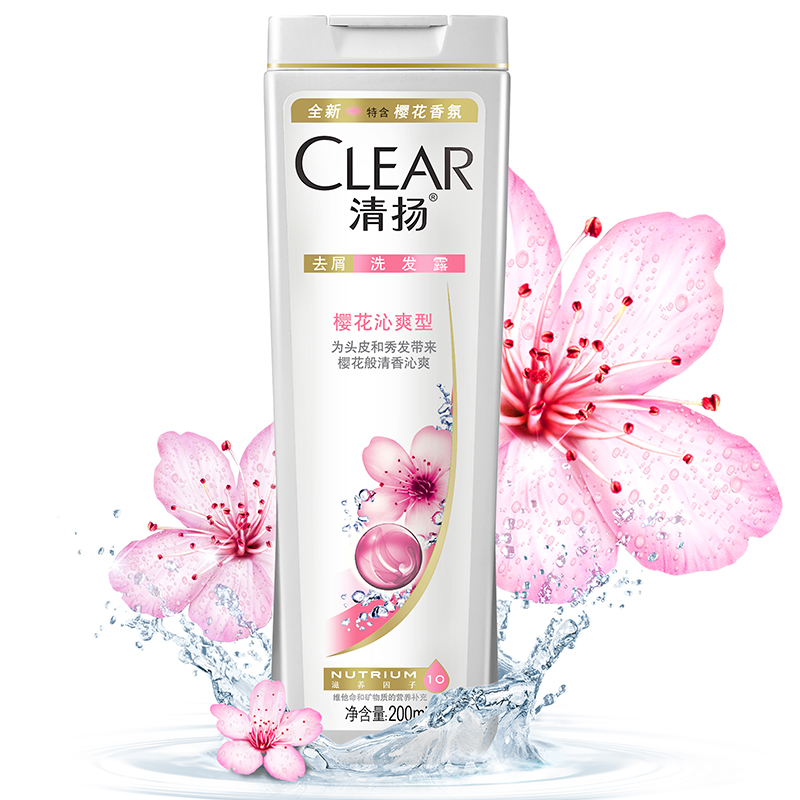 全新 特含 樱花香氛
CLEAR®
清扬
去屑 洗发露
樱花沁爽型
为头皮和秀发带来
樱花般清香沁爽
NUTRIUM 10
滋养因子
维他命和矿物质的营养补充
净含量:200m